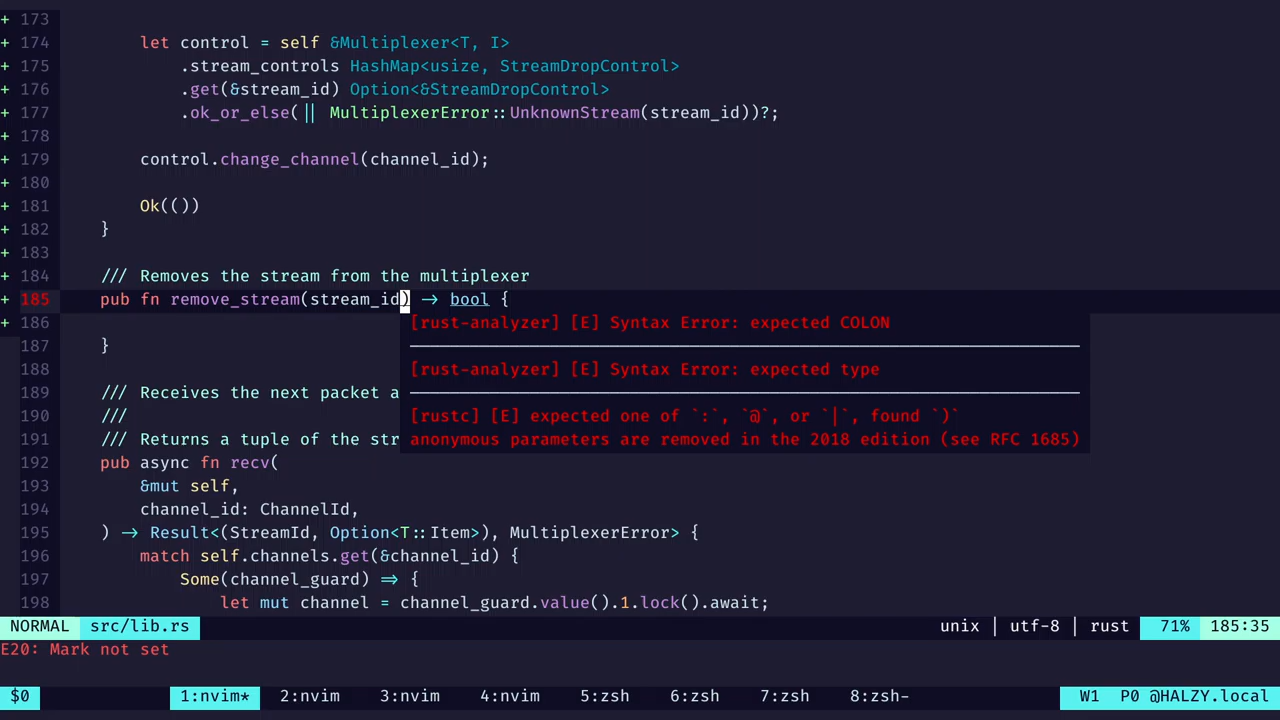 + 173
+ 174         let control = self &Multiplexer<T, I>
+ 175             .stream_controls HashMap<usize, StreamDropControl>
+ 176             .get(&stream_id) Option<&StreamDropControl>
+ 177             .ok_or_else(|| MultiplexerError::UnknownStream(stream_id))?;
+ 178
+ 179         control.change_channel(channel_id);
+ 180
+ 181         Ok(())
+ 182     }
+ 183
+ 184     /// Removes the stream from the multiplexer
+ 185     pub fn remove_stream(stream_id) -> bool {
+ 186     [rust-analyzer] [E] Syntax Error: expected COLON
187     }
188     [rust-analyzer] [E] Syntax Error: expected type
189     /// Receives the next packet a
190     /// [rustc] [E] expected one of `:`, `@`, or `|`, found `)`
191     /// Returns a tuple of the str anonymous parameters are removed in the 2018 edition (see RFC 1685)
192     pub async fn recv(
193         &mut self,
194         channel_id: ChannelId,
195     ) -> Result<(StreamId, Option<T::Item>), MultiplexerError> {
196         match self.channels.get(&channel_id) {
197             Some(channel_guard) => {
198                 let mut channel = channel_guard.value().1.lock().await;
NORMAL src/lib.rs unix | utf-8 | rust 71% 185:35
E20: Mark not set
$0 1:nvim* 2:nvim 3:nvim 4:nvim 5:zsh 6:zsh 7:zsh 8:zsh- W1 P0 @HALZY.local